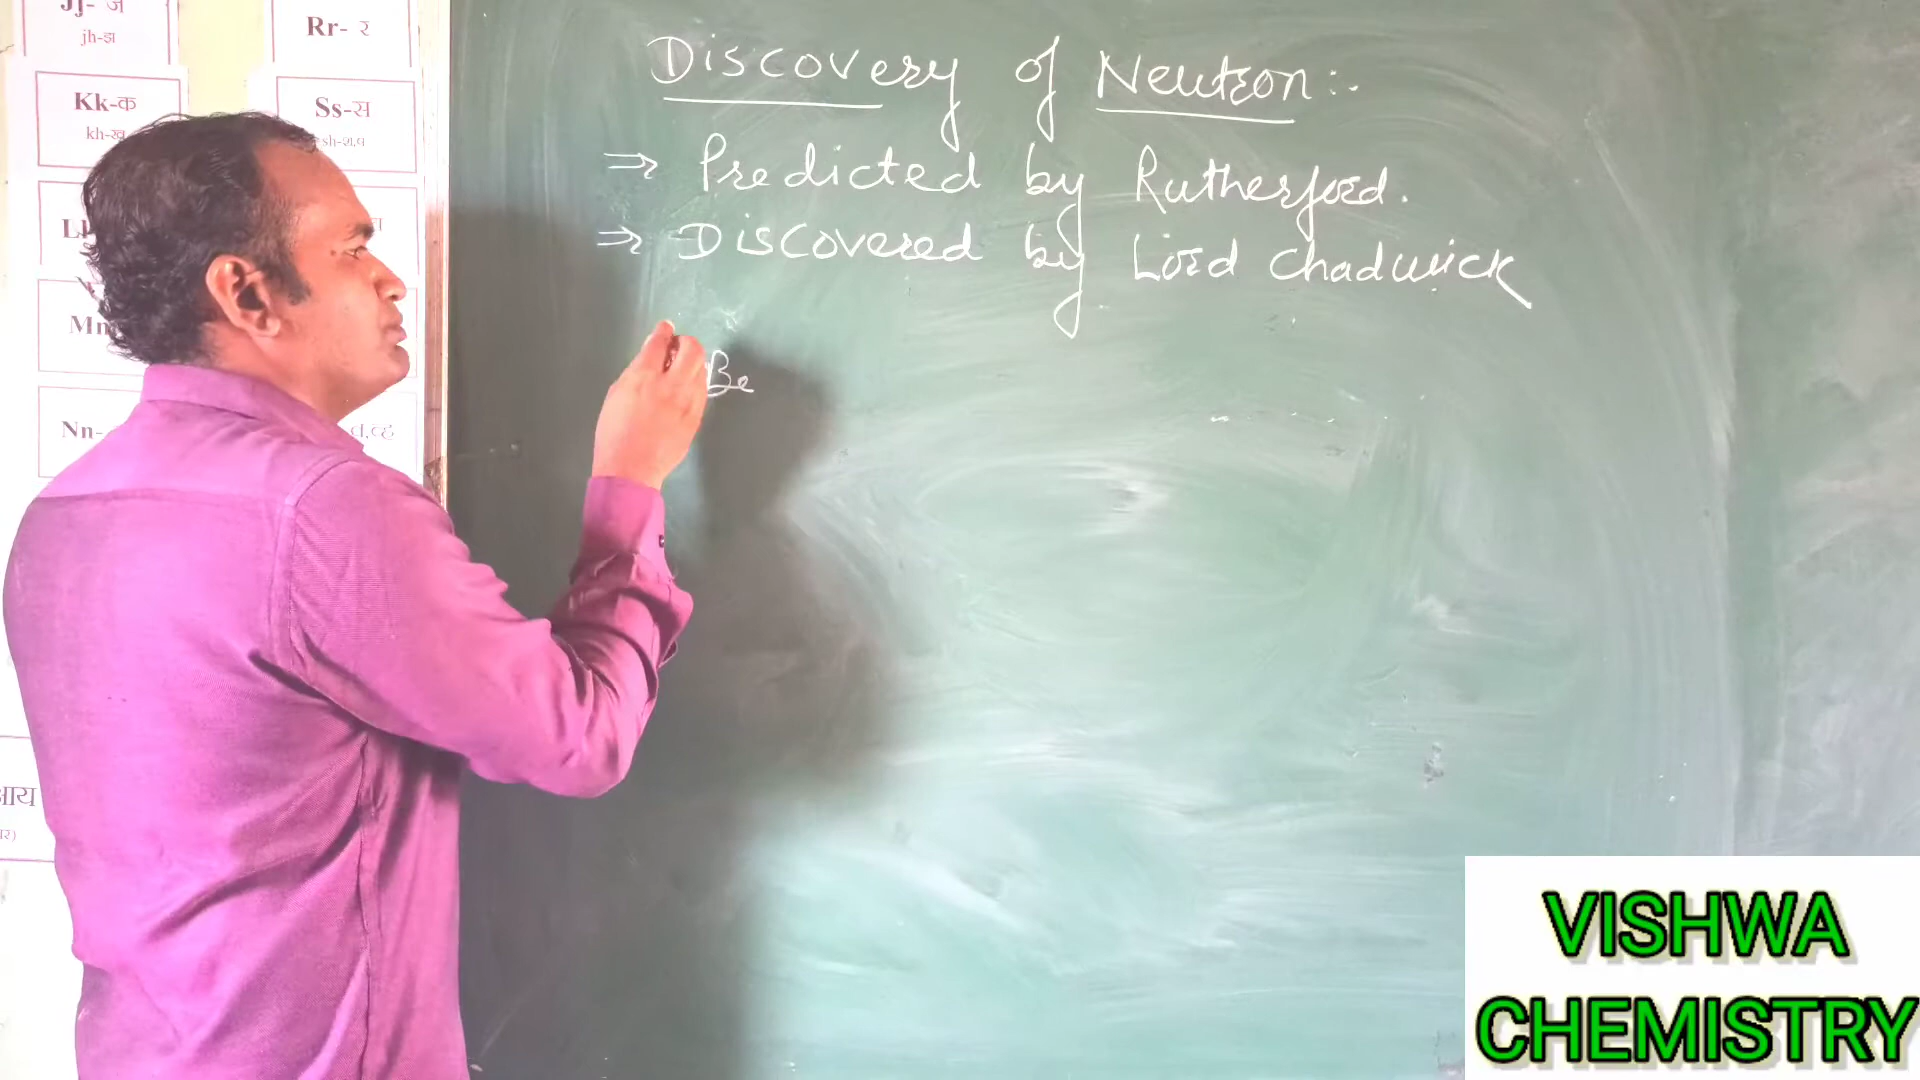 Jj- ज
jh-झ
Rr- र
Kk-क
kh-ख
Ss-स
sh-श,ष
Nn-
Discovery of Neutron:-
⇒ Predicted by Rutherford.
⇒ Discovered by Lord Chadwick
Be
VISHWA
CHEMISTRY